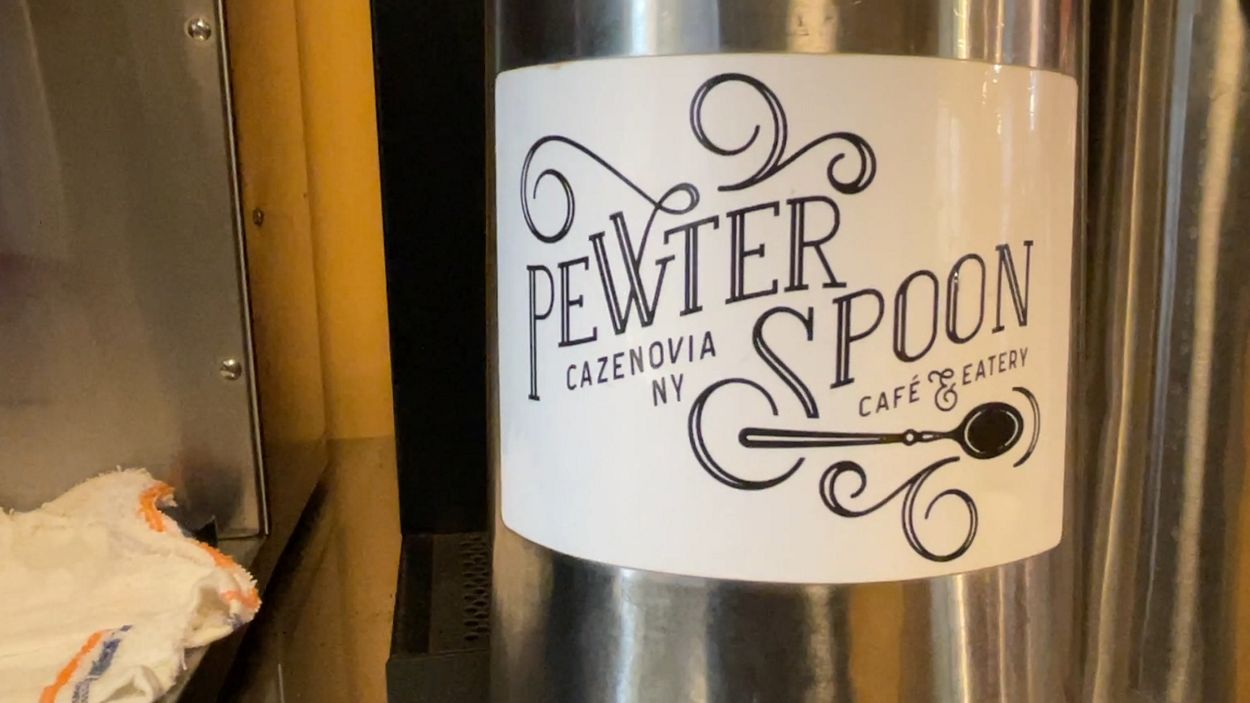 PEWTER
CAZENOVIA
NY
SPOON
CAFÉ & EATERY